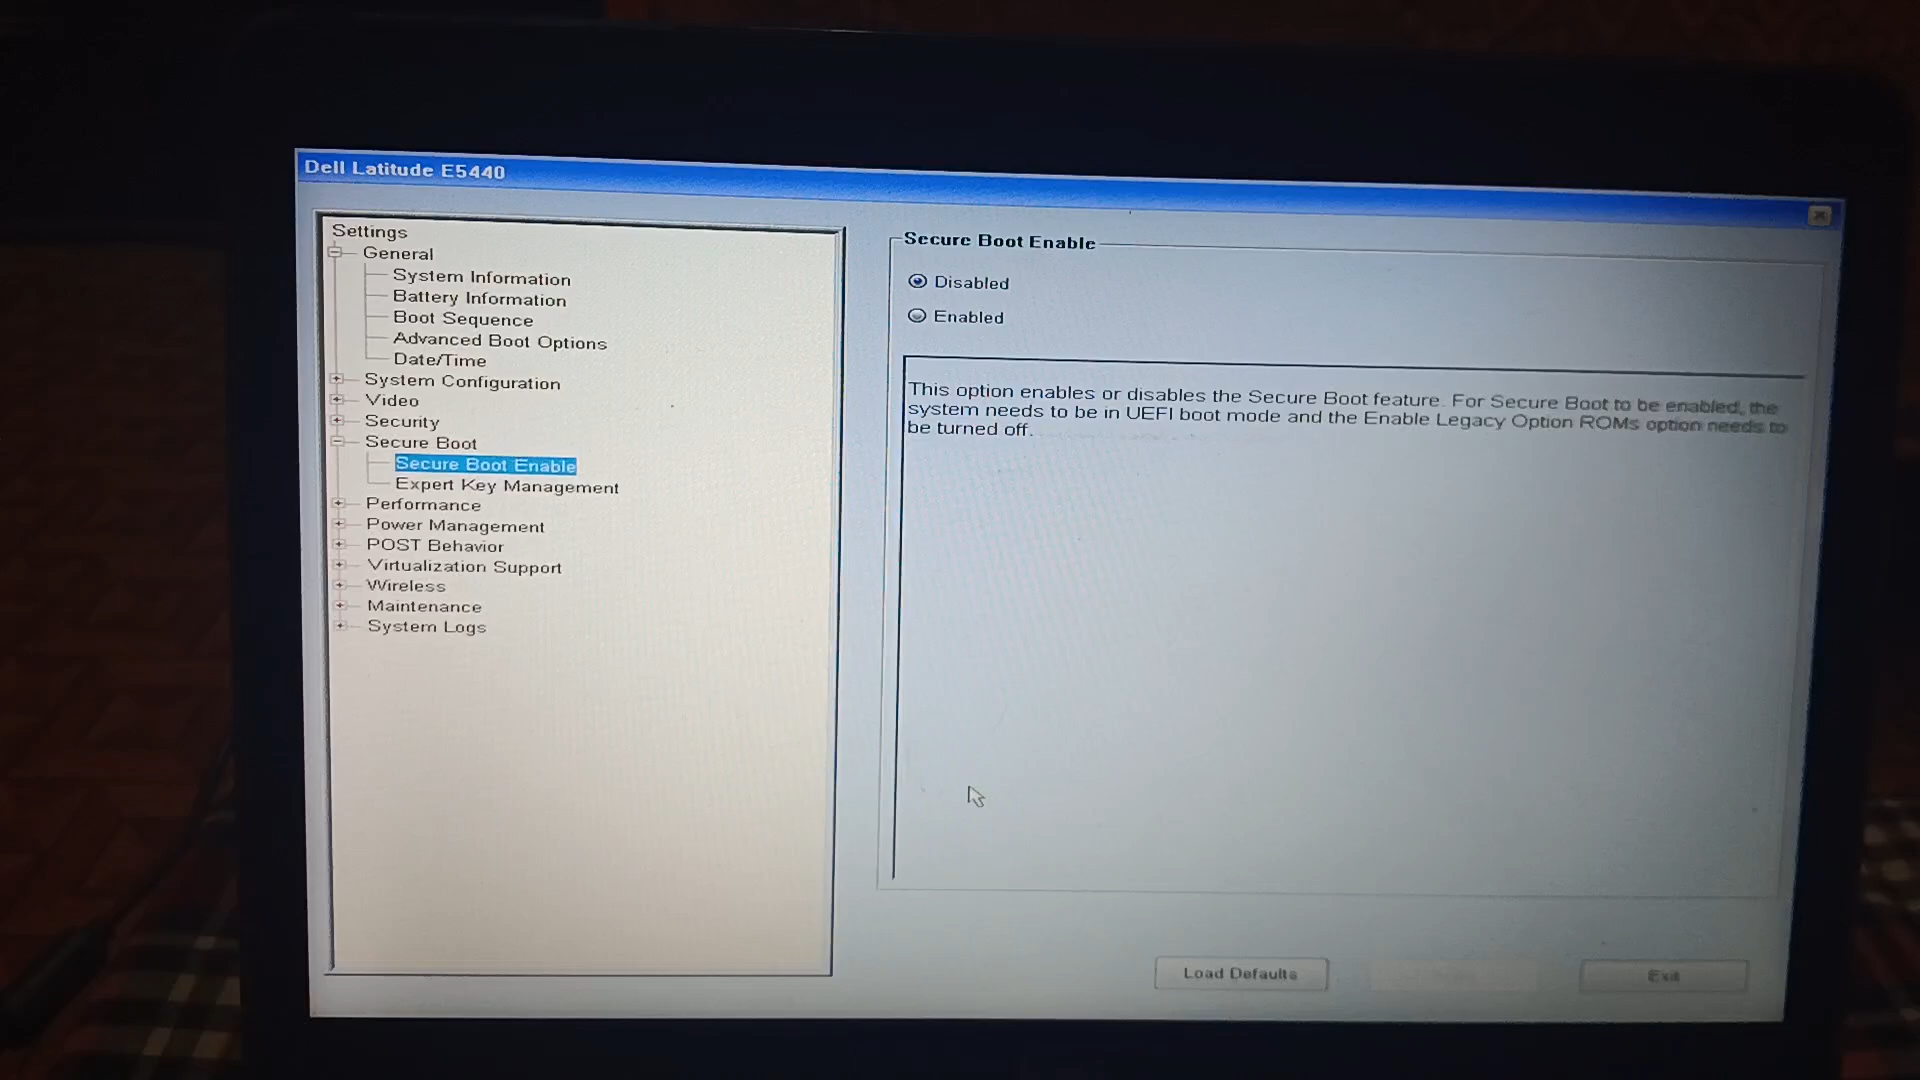 Dell Latitude E5440
Settings
General
System Information
Battery Information
Boot Sequence
Advanced Boot Options
Date/Time
System Configuration
Video
Security
Secure Boot
Secure Boot Enable
Expert Key Management
Performance
Power Management
POST Behavior
Virtualization Support
Wireless
Maintenance
System Logs
Secure Boot Enable
Disabled
Enabled
This option enables or disables the Secure Boot feature. For Secure Boot to be enabled, the
system needs to be in UEFI boot mode and the Enable Legacy Option ROMs option needs to
be turned off.
Load Defaults
Exit